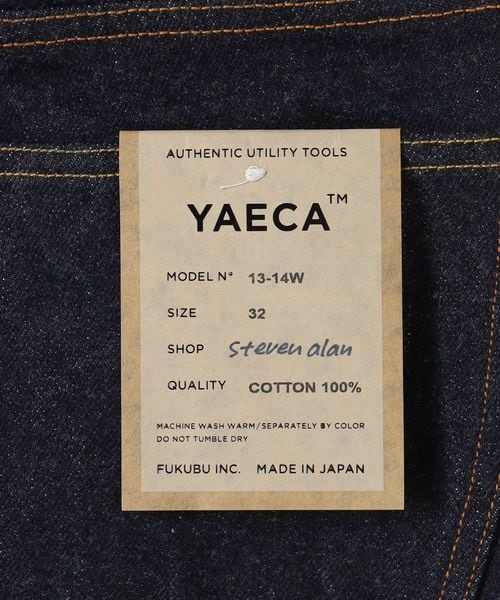 AUTHENTIC UTILITY TOOLS
YAECA™
MODEL Nº 13-14W
SIZE 32
SHOP steven alan
QUALITY COTTON 100%
MACHINE WASH WARM/SEPARATELY BY COLOR
DO NOT TUMBLE DRY
FUKUBU INC. MADE IN JAPAN